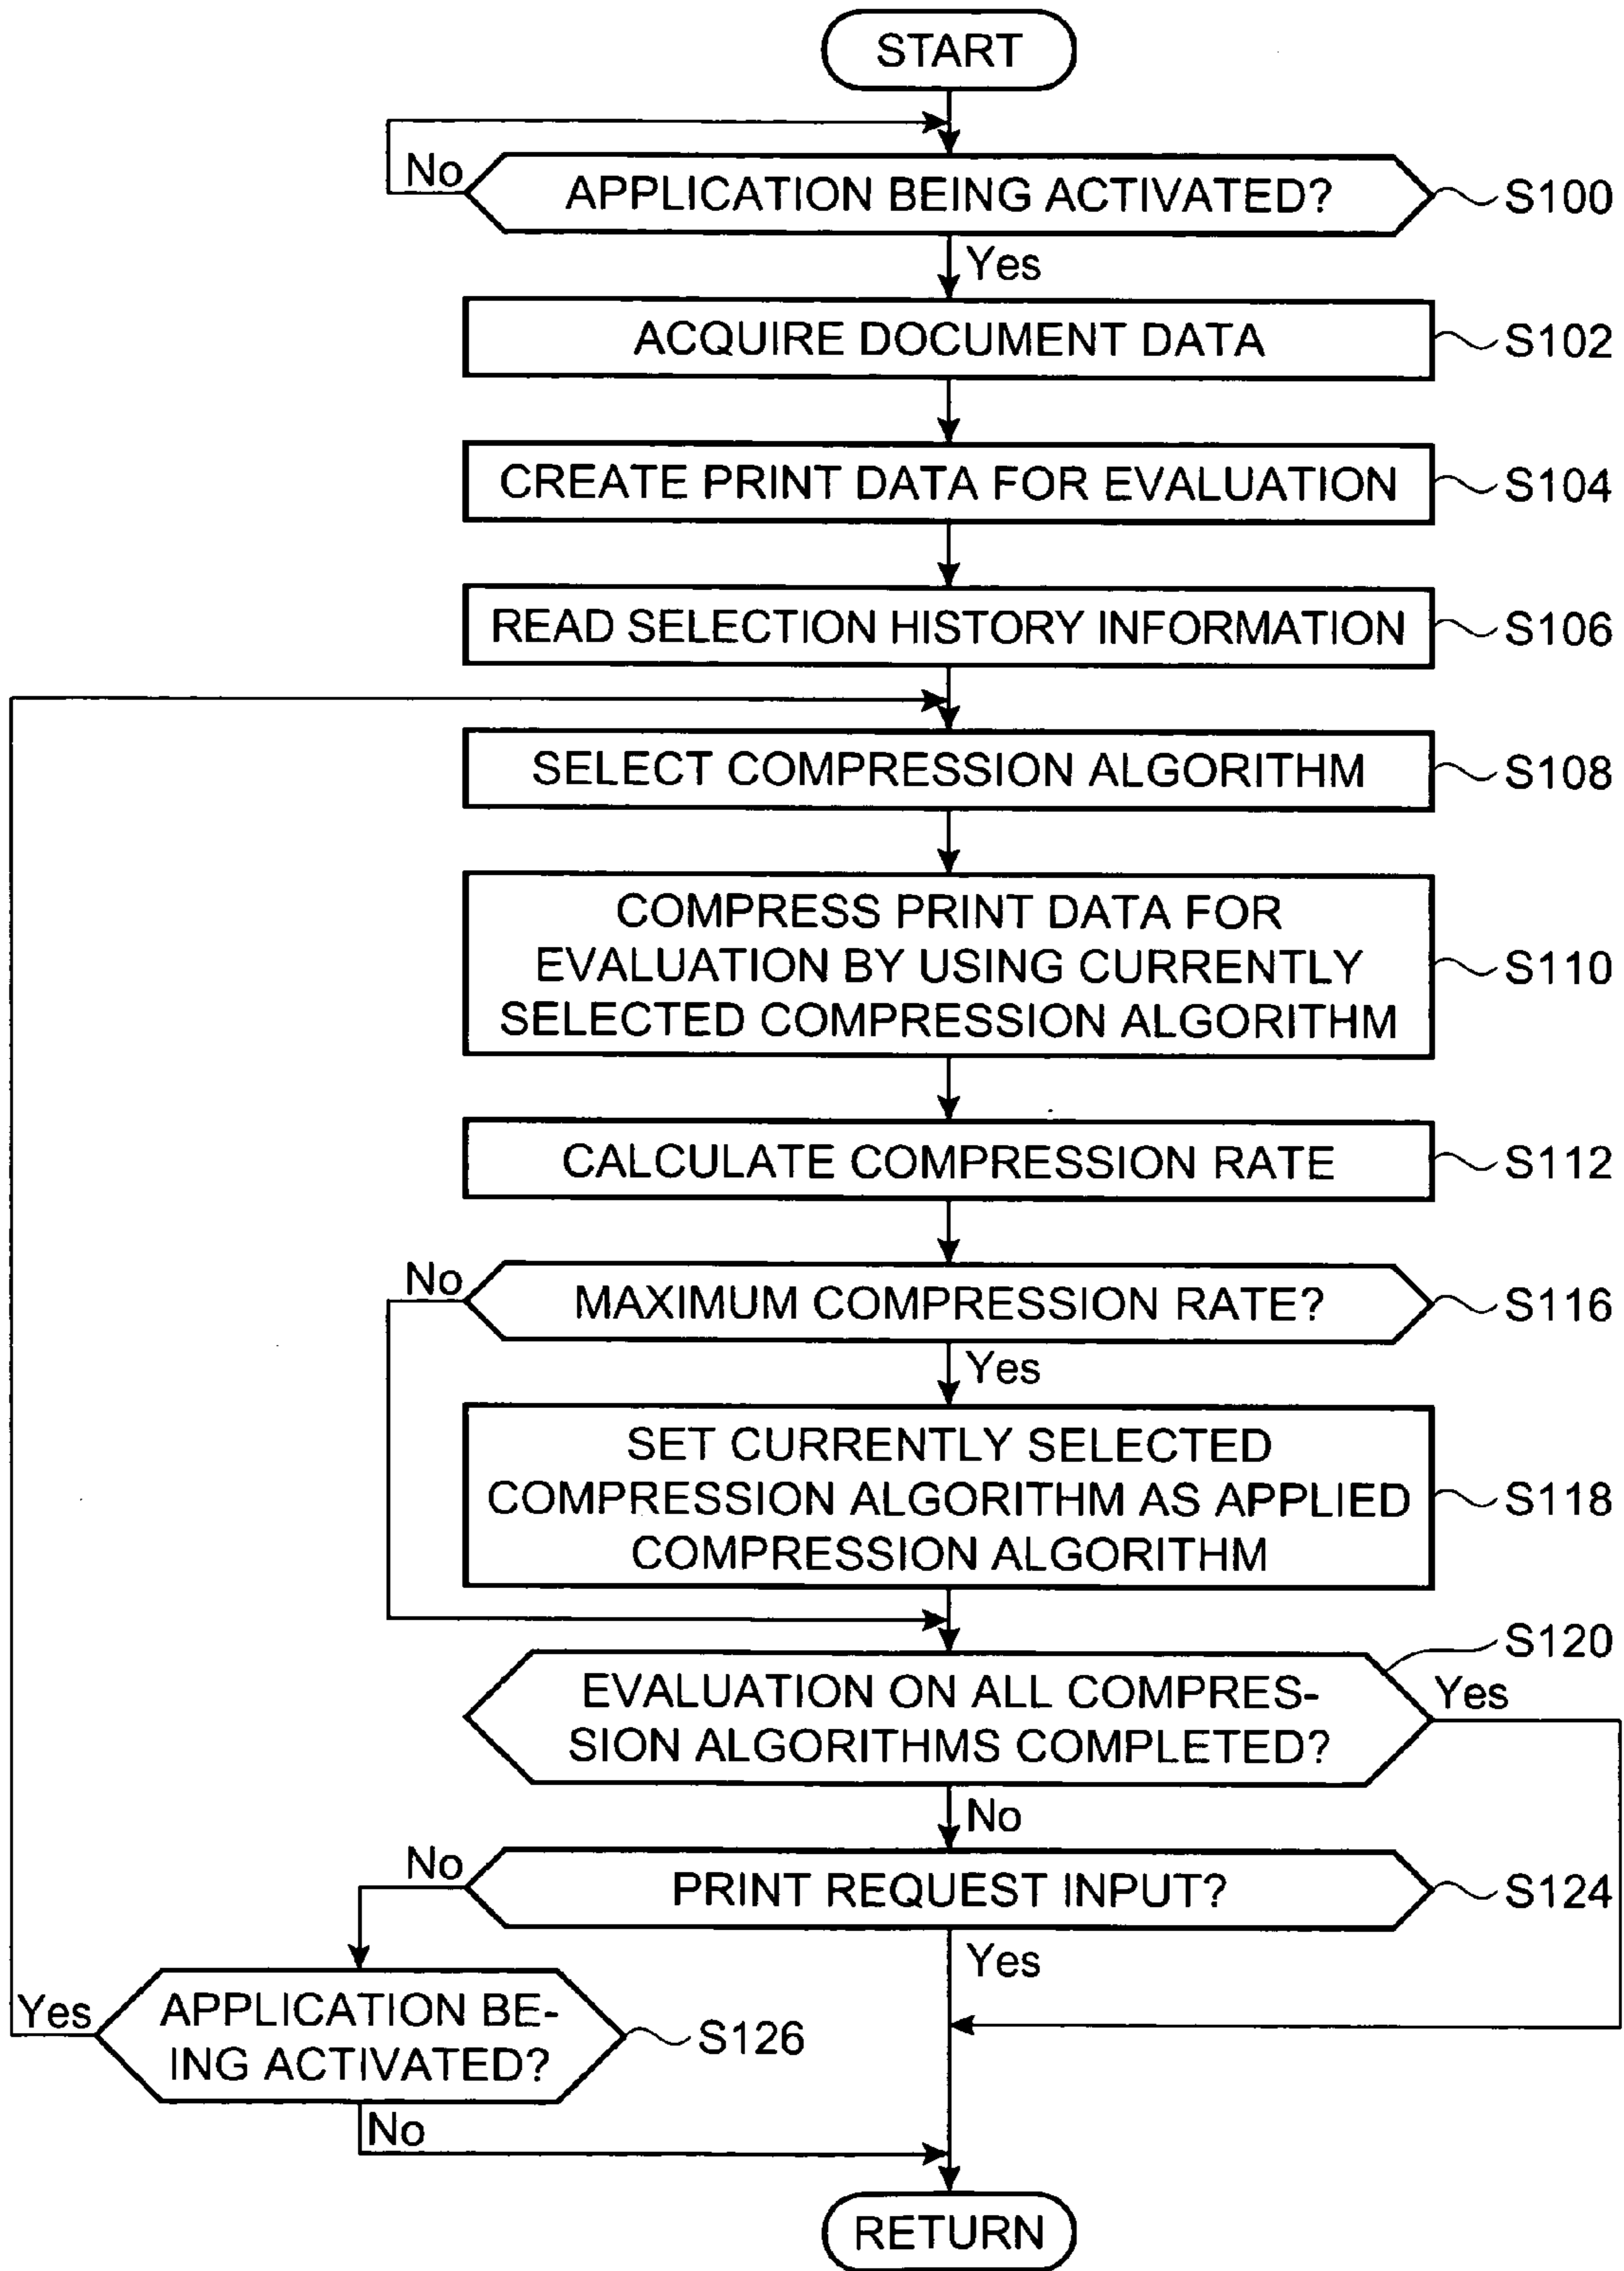 START
No
APPLICATION BEING ACTIVATED?
S100
Yes
ACQUIRE DOCUMENT DATA
S102
CREATE PRINT DATA FOR EVALUATION
S104
READ SELECTION HISTORY INFORMATION
S106
SELECT COMPRESSION ALGORITHM
S108
COMPRESS PRINT DATA FOR
EVALUATION BY USING CURRENTLY
SELECTED COMPRESSION ALGORITHM
S110
CALCULATE COMPRESSION RATE
S112
No
MAXIMUM COMPRESSION RATE?
S116
Yes
SET CURRENTLY SELECTED
COMPRESSION ALGORITHM AS APPLIED
COMPRESSION ALGORITHM
S118
S120
EVALUATION ON ALL COMPRES-
SION ALGORITHMS COMPLETED?
Yes
No
No
PRINT REQUEST INPUT?
S124
Yes
Yes
APPLICATION BE-
ING ACTIVATED?
S126
No
RETURN